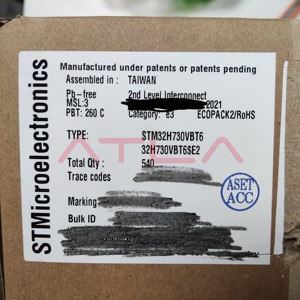 STMicroelectronics
Manufactured under patents or patents pending
Assembled in : TAIWAN
Pb-free 2nd Level Interconnect
MSL:3 2021
PBT: 260 C Category: e3 ECOPACK2/RoHS
TYPE: STM32H730VBT6
32H730VBT6SE2
ATEA
Total Qty : 540
Trace codes
Marking
Bulk ID
ASET
ACC